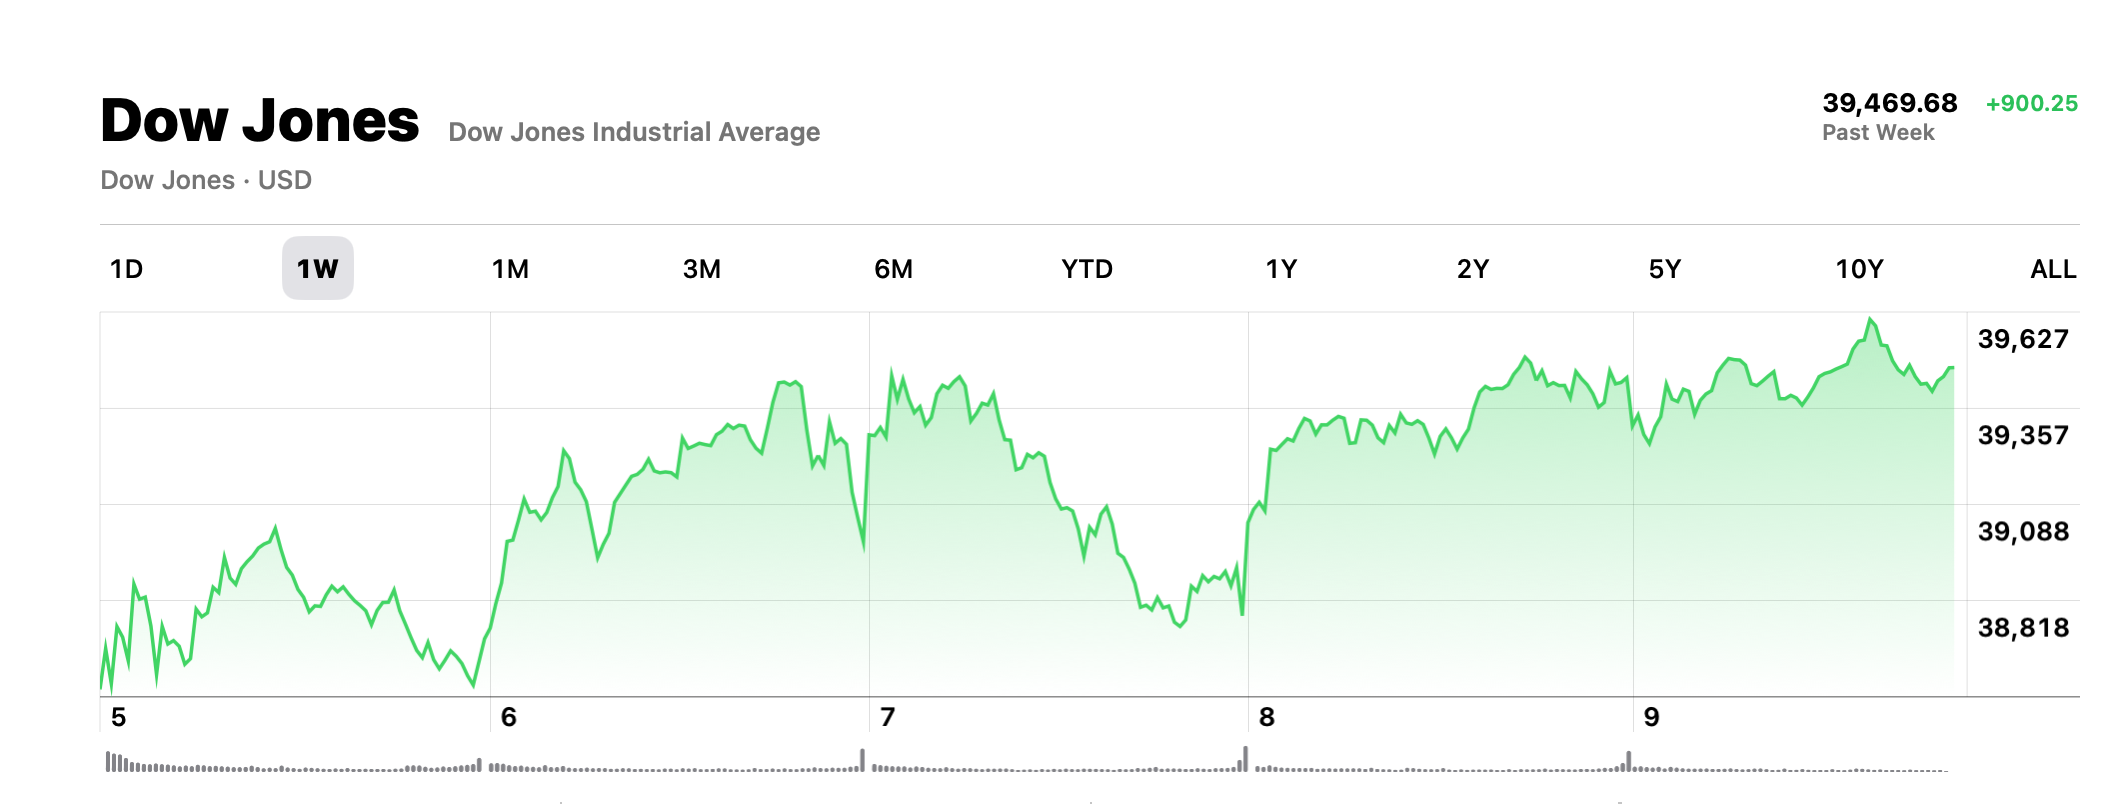 Dow Jones Dow Jones Industrial Average
39,469.68 +900.25
Past Week
Dow Jones · USD
1D 1W 1M 3M 6M YTD 1Y 2Y 5Y 10Y ALL
39,627
39,357
39,088
38,818
5 6 7 8 9